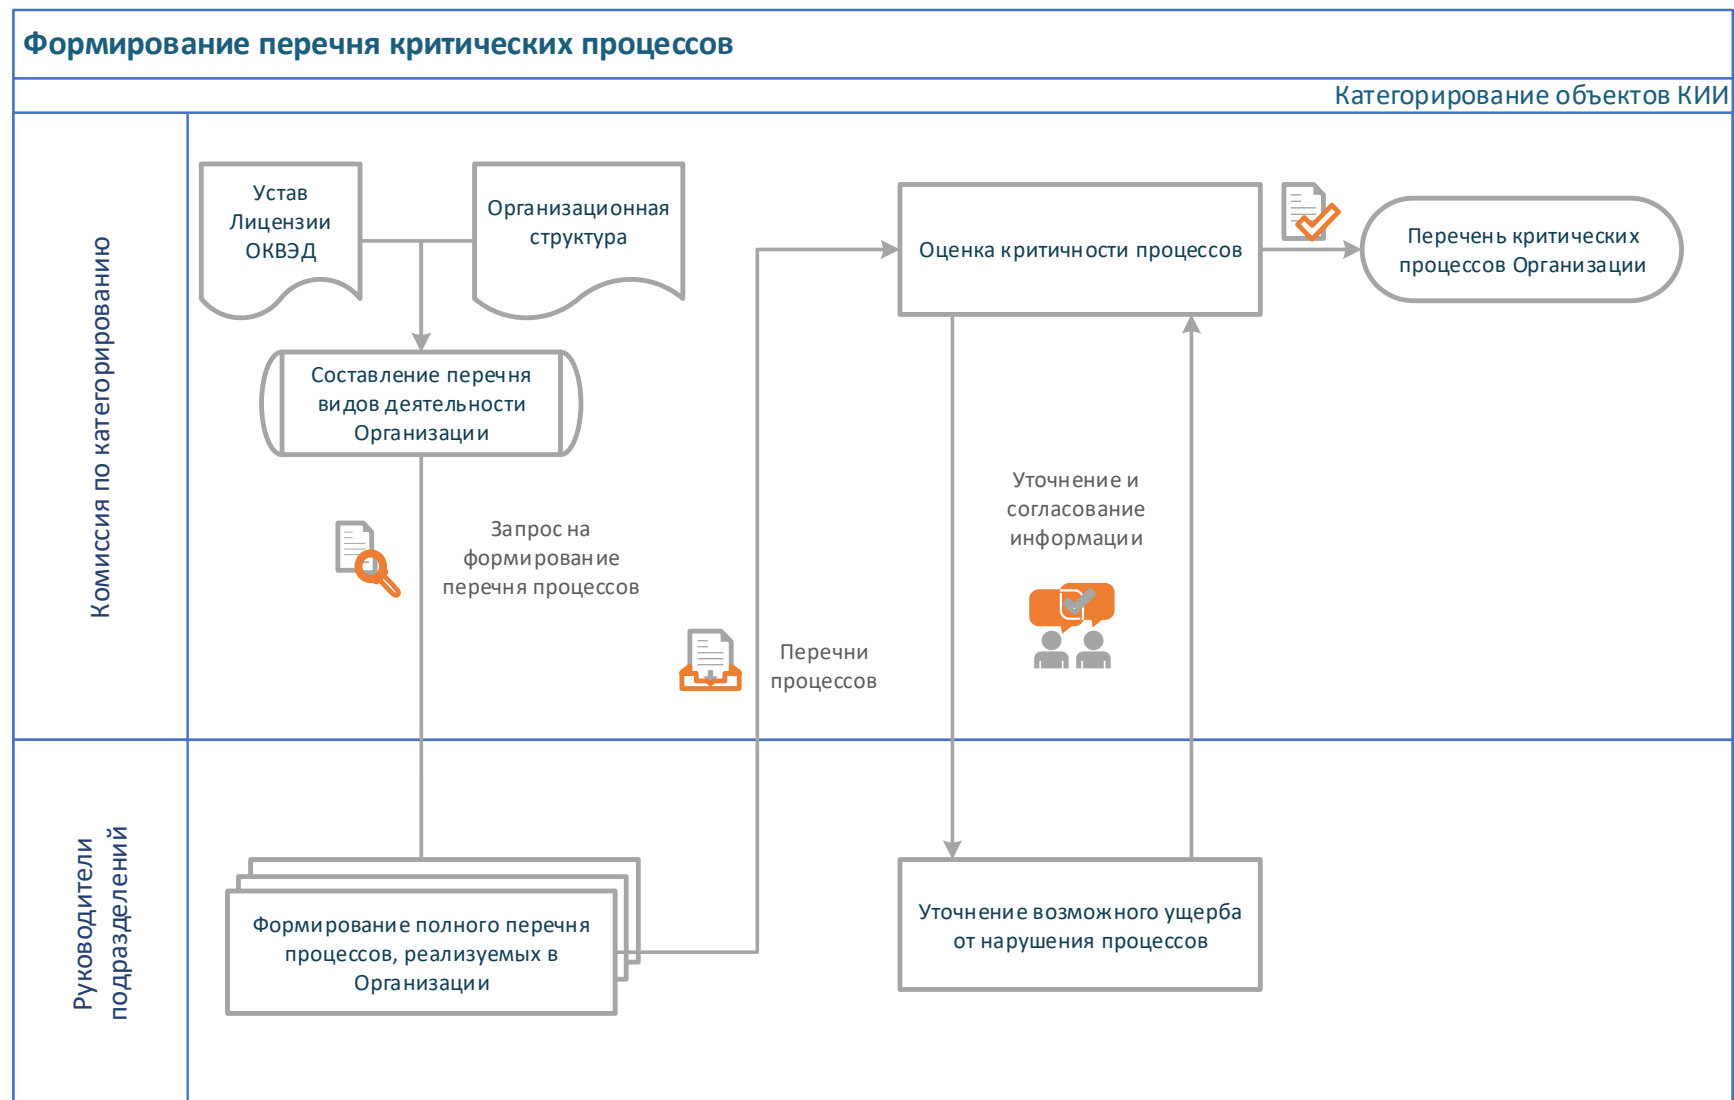 Формирование перечня критических процессов
Категорирование объектов КИИ
Комиссия по категорированию
Устав
Лицензии
ОКВЭД
Организационная
структура
Составление перечня
видов деятельности
Организации
Запрос на
формирование
перечня процессов
Перечни
процессов
Оценка критичности процессов
Перечень критических
процессов Организации
Уточнение и
согласование
информации
Руководители
подразделений
Формирование полного перечня
процессов, реализуемых в
Организации
Уточнение возможного ущерба
от нарушения процессов